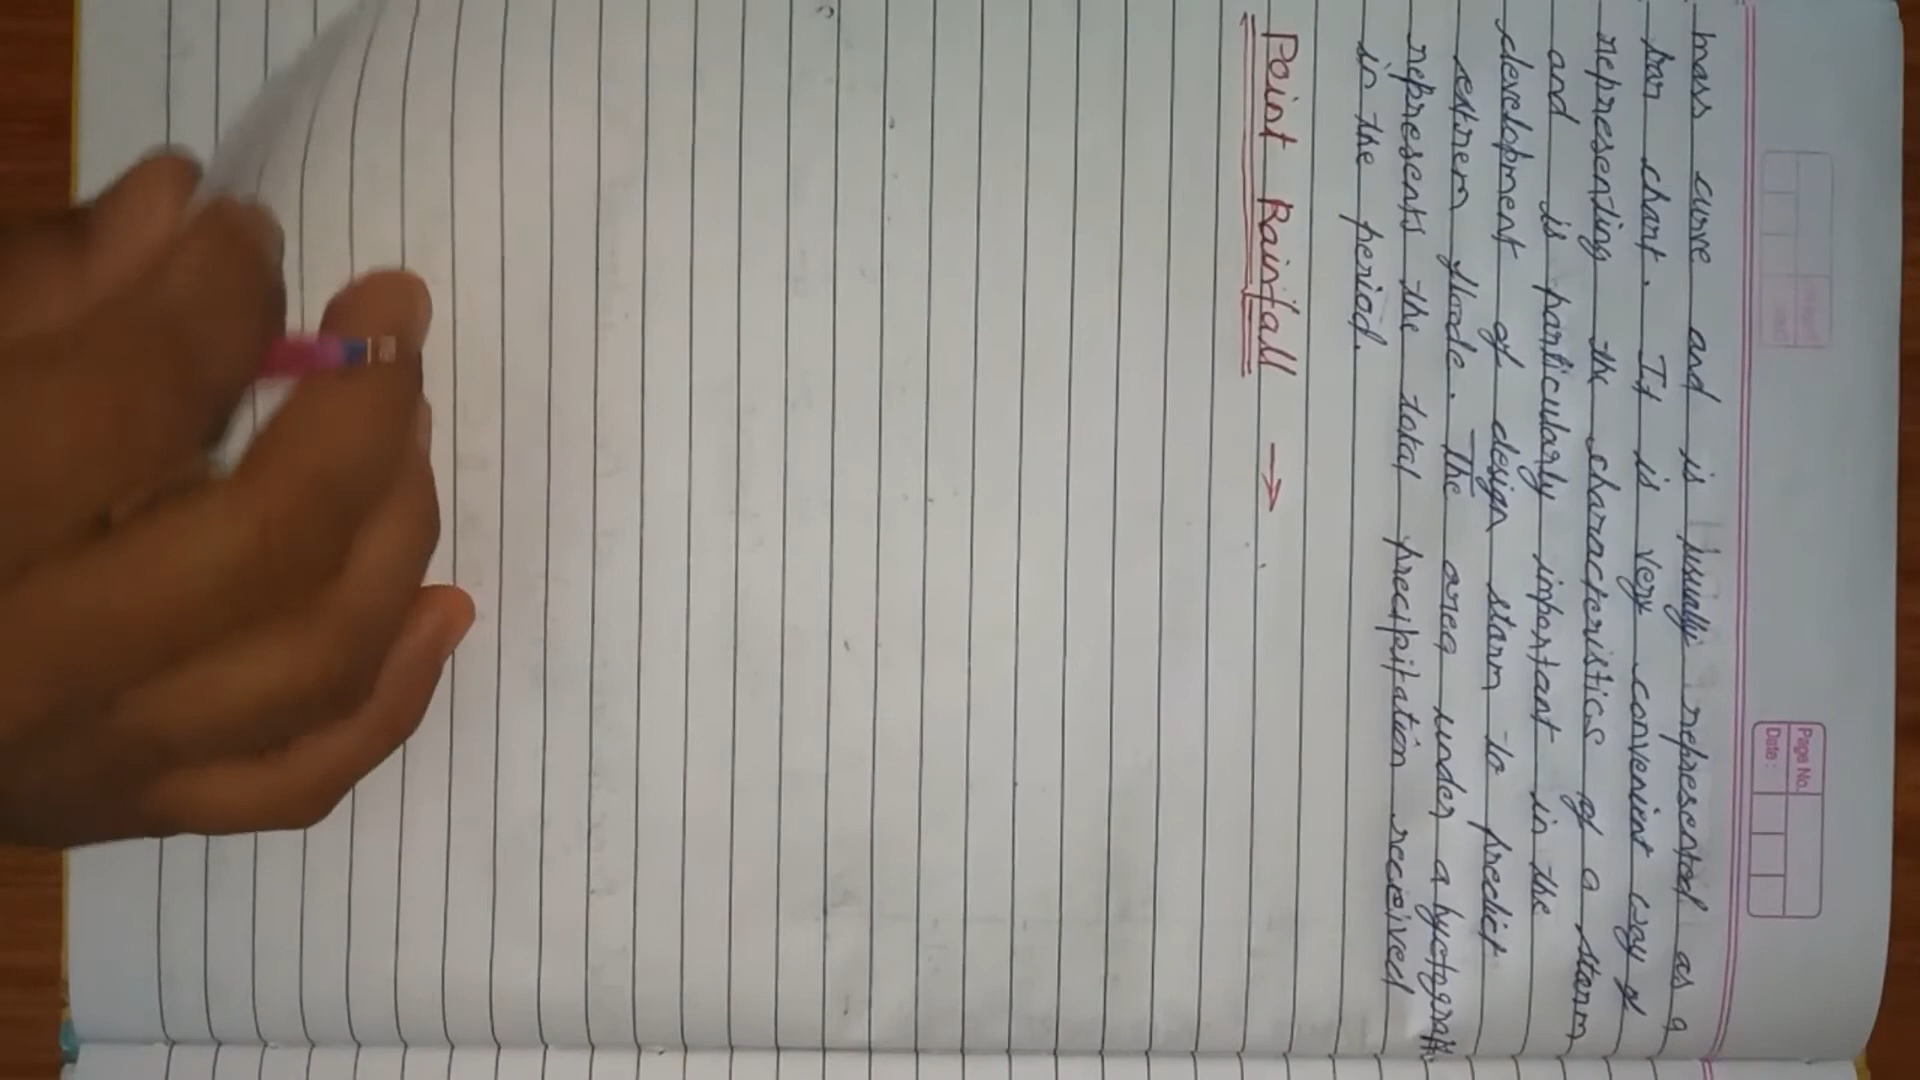 Page No.
Date:
mass curve and is usually represented as a
bar chart. It is very convenient way of
representing the characteristics of a storm
and is particularly important in the
development of design storm to predict
extrem floode. The area under a hyetograph
represents the total precipitation received
in the period.
Point Rainfall →